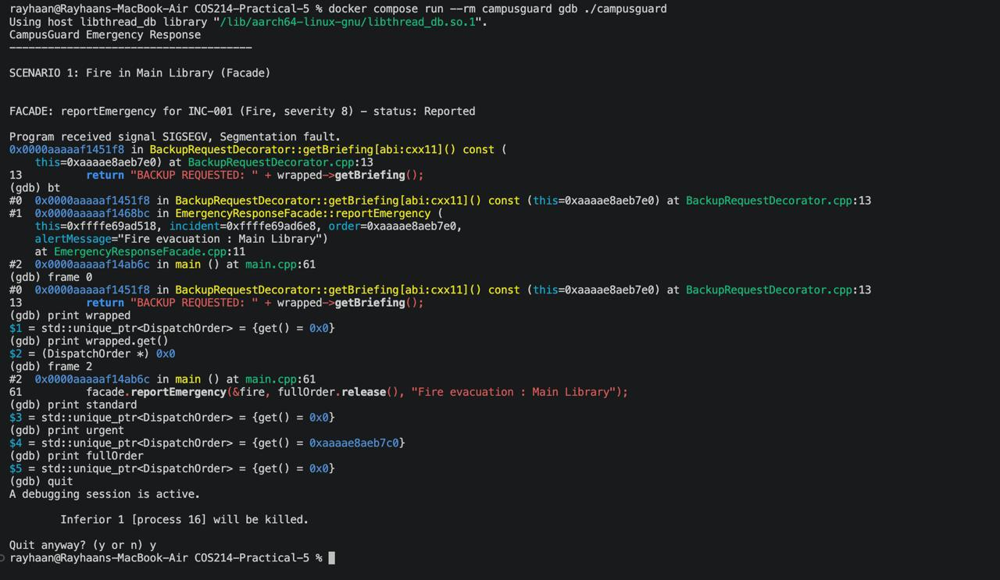 rayhaan@Rayhaans-MacBook-Air COS214-Practical-5 % docker compose run --rm campusguard gdb ./campusguard
Using host libthread_db library "/lib/aarch64-linux-gnu/libthread_db.so.1".
CampusGuard Emergency Response
--------------------------------------
SCENARIO 1: Fire in Main Library (Facade)
FACADE: reportEmergency for INC-001 (Fire, severity 8) - status: Reported
Program received signal SIGSEGV, Segmentation fault.
0x0000aaaaaf1451f8 in BackupRequestDecorator::getBriefing[abi:cxx11]() const (
    this=0xaaaae8aeb7e0) at BackupRequestDecorator.cpp:13
13          return "BACKUP REQUESTED: " + wrapped->getBriefing();
(gdb) bt
#0  0x0000aaaaaf1451f8 in BackupRequestDecorator::getBriefing[abi:cxx11]() const (this=0xaaaae8aeb7e0) at BackupRequestDecorator.cpp:13
#1  0x0000aaaaaf1468bc in EmergencyResponseFacade::reportEmergency (
    this=0xffffe69ad518, incident=0xffffe69ad6e8, order=0xaaaae8aeb7e0,
    alertMessage="Fire evacuation : Main Library")
    at EmergencyResponseFacade.cpp:11
#2  0x0000aaaaaf14ab6c in main () at main.cpp:61
(gdb) frame 0
#0  0x0000aaaaaf1451f8 in BackupRequestDecorator::getBriefing[abi:cxx11]() const (this=0xaaaae8aeb7e0) at BackupRequestDecorator.cpp:13
13          return "BACKUP REQUESTED: " + wrapped->getBriefing();
(gdb) print wrapped
$1 = std::unique_ptr<DispatchOrder> = {get() = 0x0}
(gdb) print wrapped.get()
$2 = (DispatchOrder *) 0x0
(gdb) frame 2
#2  0x0000aaaaaf14ab6c in main () at main.cpp:61
61          facade.reportEmergency(&fire, fullOrder.release(), "Fire evacuation : Main Library");
(gdb) print standard
$3 = std::unique_ptr<DispatchOrder> = {get() = 0x0}
(gdb) print urgent
$4 = std::unique_ptr<DispatchOrder> = {get() = 0xaaaae8aeb7c0}
(gdb) print fullOrder
$5 = std::unique_ptr<DispatchOrder> = {get() = 0x0}
(gdb) quit
A debugging session is active.
        Inferior 1 [process 16] will be killed.
Quit anyway? (y or n) y
rayhaan@Rayhaans-MacBook-Air COS214-Practical-5 %